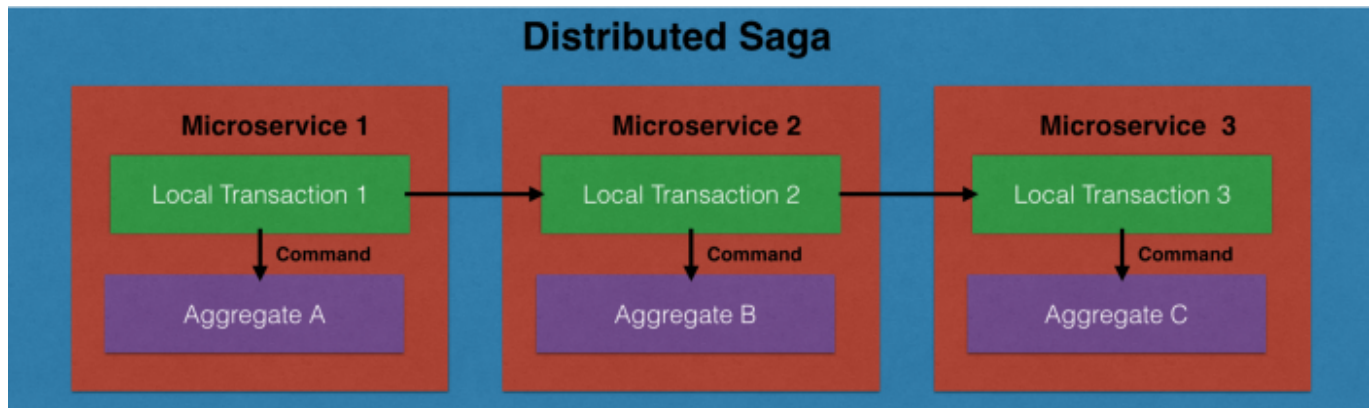 Distributed Saga
Microservice 1
Microservice 2
Microservice  3
Local Transaction 1
Local Transaction 2
Local Transaction 3
Command
Command
Command
Aggregate A
Aggregate B
Aggregate C